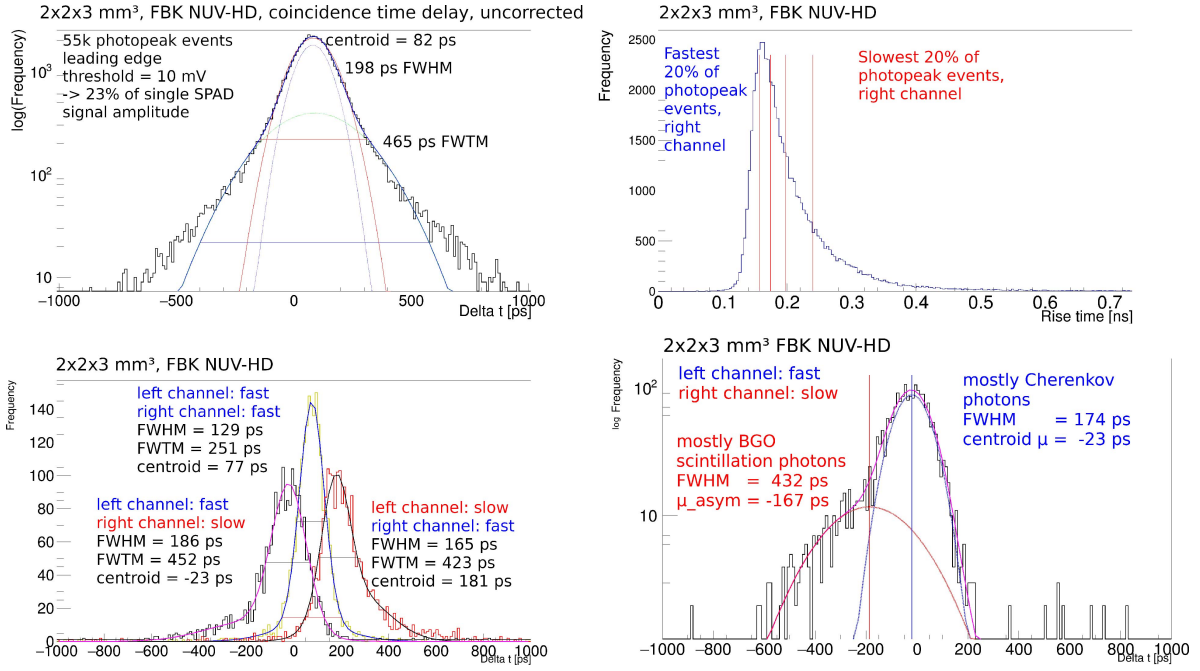 2x2x3 mm³, FBK NUV-HD, coincidence time delay, uncorrected
55k photopeak events
leading edge
threshold = 10 mV
-> 23% of single SPAD
signal amplitude
centroid = 82 ps
198 ps FWHM
465 ps FWTM
log(Frequency)
10³
10²
10
−1000
−500
0
500
1000
Delta t [ps]
2x2x3 mm³, FBK NUV-HD
Frequency
2500
2000
1500
1000
500
0
Fastest
20% of
photopeak
events,
right
channel
Slowest 20% of
photopeak events,
right channel
0
0.1
0.2
0.3
0.4
0.5
0.6
0.7
Rise time [ns]
2x2x3 mm³, FBK NUV-HD
Frequency
140
120
100
80
60
40
20
0
left channel: fast
right channel: fast
FWHM = 129 ps
FWTM = 251 ps
centroid = 77 ps
left channel: fast
right channel: slow
FWHM = 186 ps
FWTM = 452 ps
centroid = -23 ps
left channel: slow
right channel: fast
FWHM = 165 ps
FWTM = 423 ps
centroid = 181 ps
−1000
−800
−600
−400
−200
0
200
400
600
800
1000
Delta t [ps]
2x2x3 mm³ FBK NUV-HD
log Frequency
10²
10
left channel: fast
right channel: slow
mostly BGO
scintillation photons
FWHM = 432 ps
μ_asym = -167 ps
mostly Cherenkov
photons
FWHM = 174 ps
centroid μ = -23 ps
−1000
−800
−600
−400
−200
0
200
400
600
800
1000
Delta t [ps]